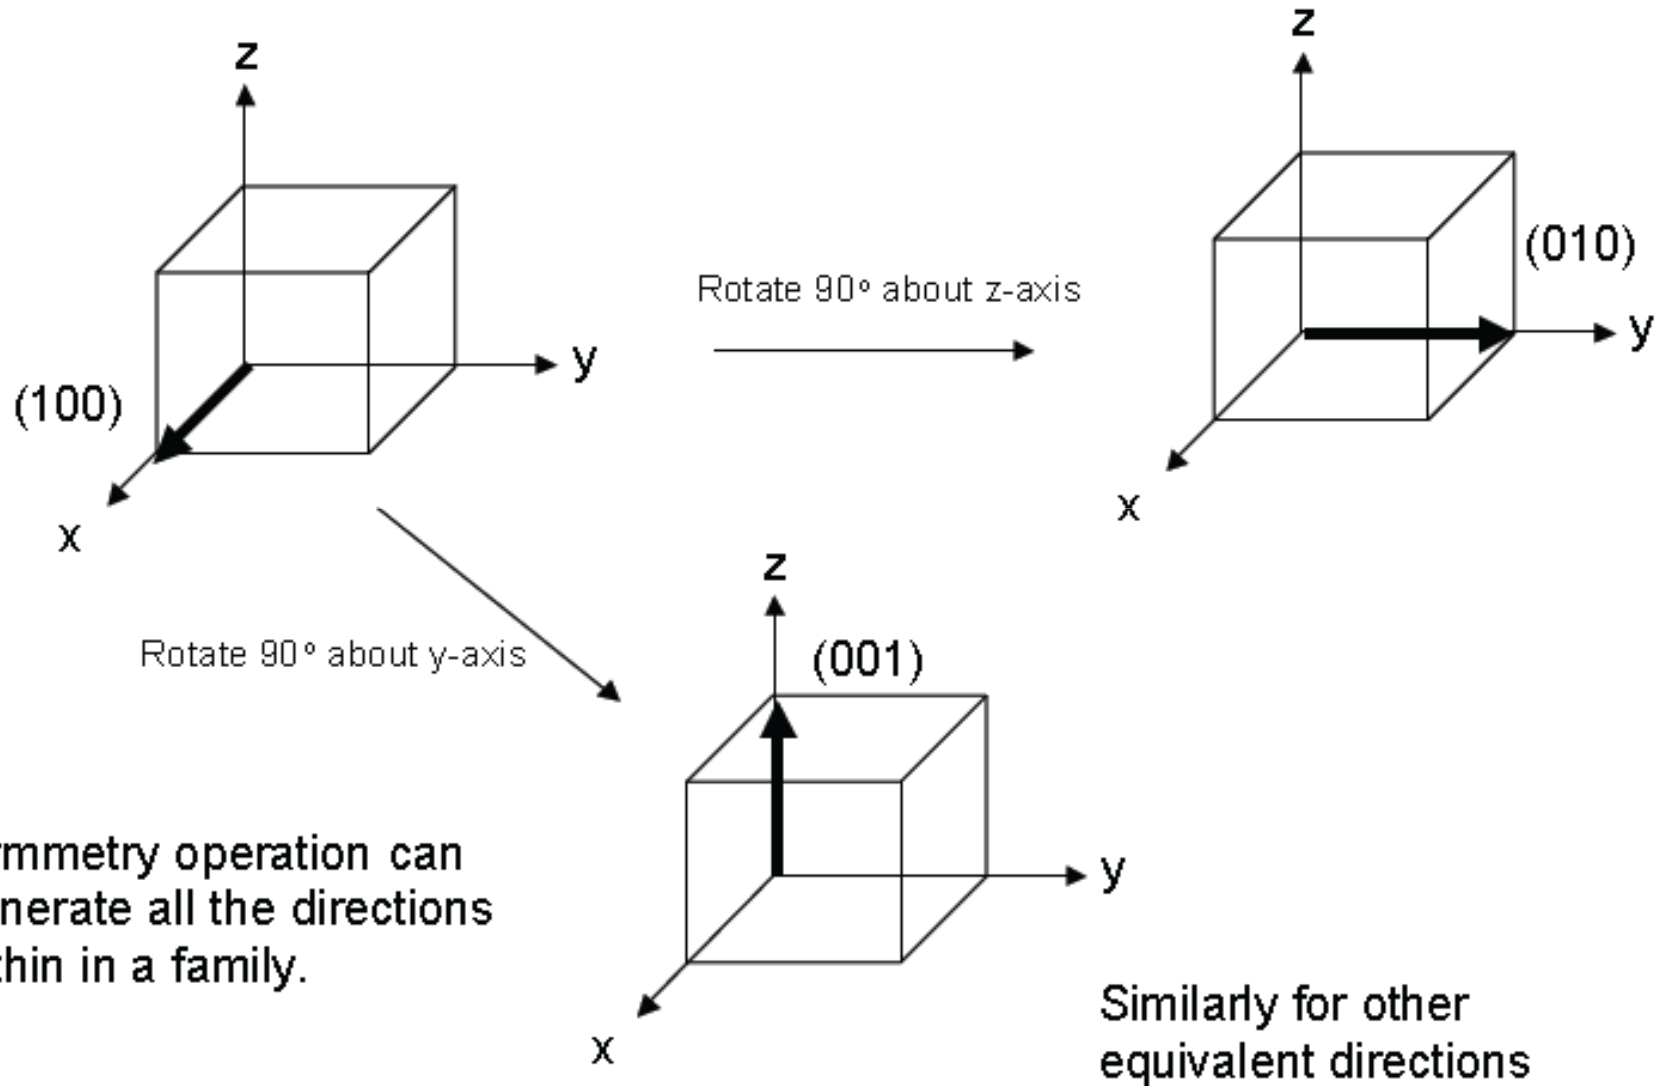 z
z
(010)
Rotate 90° about z-axis
y
y
(100)
x
x
z
Rotate 90° about y-axis
(001)
ymmetry operation can
y
nerate all the directions
thin in a family.
Similarly for other
x
equivalent directions